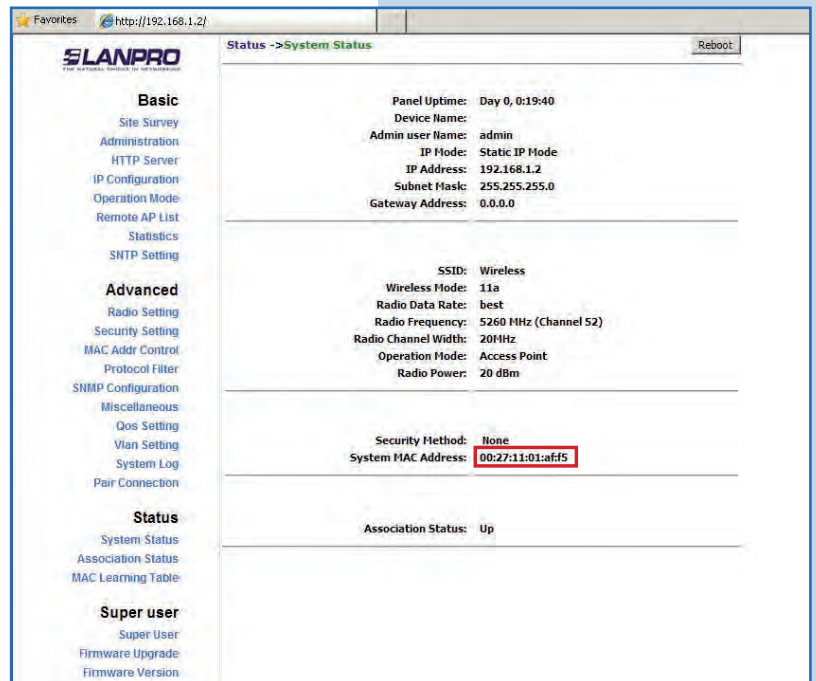 Favorites http://192.168.1.2/
LANPRO
THE NATURAL CHOICE IN NETWORKING
Status ->System Status Reboot
Basic
Site Survey
Administration
HTTP Server
IP Configuration
Operation Mode
Remote AP List
Statistics
SNTP Setting
Advanced
Radio Setting
Security Setting
MAC Addr Control
Protocol Filter
SNMP Configuration
Miscellaneous
Qos Setting
Vlan Setting
System Log
Pair Connection
Status
System Status
Association Status
MAC Learning Table
Super user
Super User
Firmware Upgrade
Firmware Version
Panel Uptime: Day 0, 0:19:40
Device Name:
Admin user Name: admin
IP Mode: Static IP Mode
IP Address: 192.168.1.2
Subnet Mask: 255.255.255.0
Gateway Address: 0.0.0.0
SSID: Wireless
Wireless Mode: 11a
Radio Data Rate: best
Radio Frequency: 5260 MHz (Channel 52)
Radio Channel Width: 20MHz
Operation Mode: Access Point
Radio Power: 20 dBm
Security Method: None
System MAC Address: 00:27:11:01:af:f5
Association Status: Up